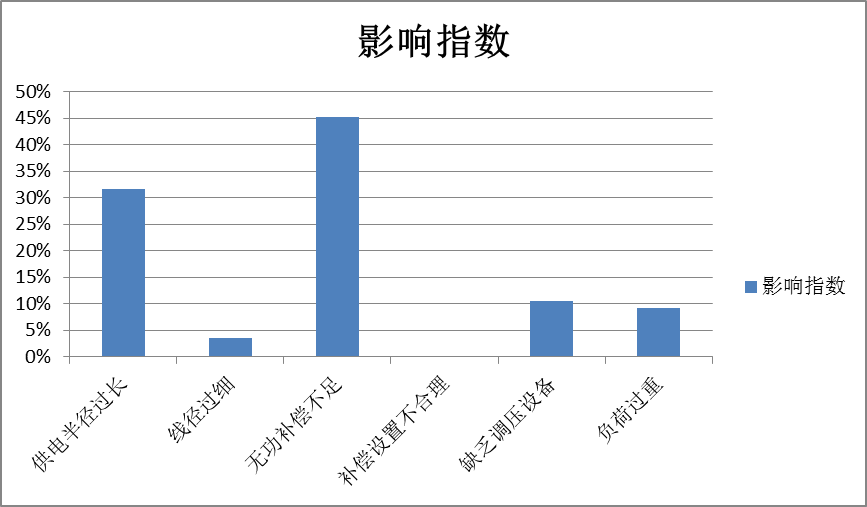 影响指数
50%
45%
40%
35%
30%
25%
20%
15%
10%
5%
0%
供电半径过长
线径过细
无功补偿不足
补偿设置不合理
缺乏调压设备
负荷过重
影响指数